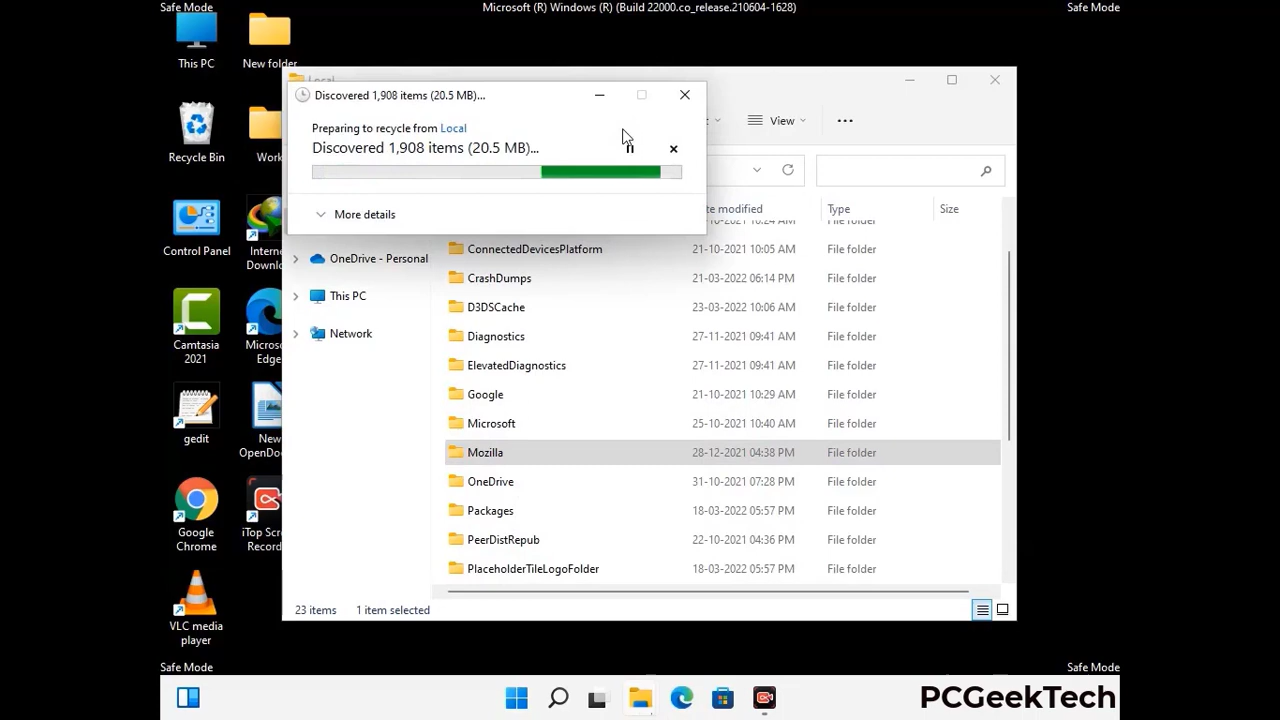 Safe Mode
Microsoft (R) Windows (R) (Build 22000.co_release.210604-1628)
Safe Mode
This PC
New folder
Recycle Bin
Work
Control Panel
Intern
Downlo
Camtasia
2021
Micros
Edge
gedit
New
OpenDo
Google
Chrome
iTop Scr
Record
VLC media
player
Local
Discovered 1,908 items (20.5 MB)...
Preparing to recycle from Local
Discovered 1,908 items (20.5 MB)...
More details
View
te modified
Type
Size
OneDrive - Personal
This PC
Network
File folder
ConnectedDevicesPlatform 21-10-2021 10:05 AM File folder
CrashDumps 21-03-2022 06:14 PM File folder
D3DSCache 23-03-2022 10:06 AM File folder
Diagnostics 27-11-2021 09:41 AM File folder
ElevatedDiagnostics 27-11-2021 09:41 AM File folder
Google 21-10-2021 10:29 AM File folder
Microsoft 25-10-2021 10:40 AM File folder
Mozilla 28-12-2021 04:38 PM File folder
OneDrive 31-10-2021 07:28 PM File folder
Packages 18-03-2022 05:57 PM File folder
PeerDistRepub 22-10-2021 04:36 PM File folder
PlaceholderTileLogoFolder 18-03-2022 05:57 PM File folder
23 items
1 item selected
Safe Mode
Safe Mode
PCGeekTech